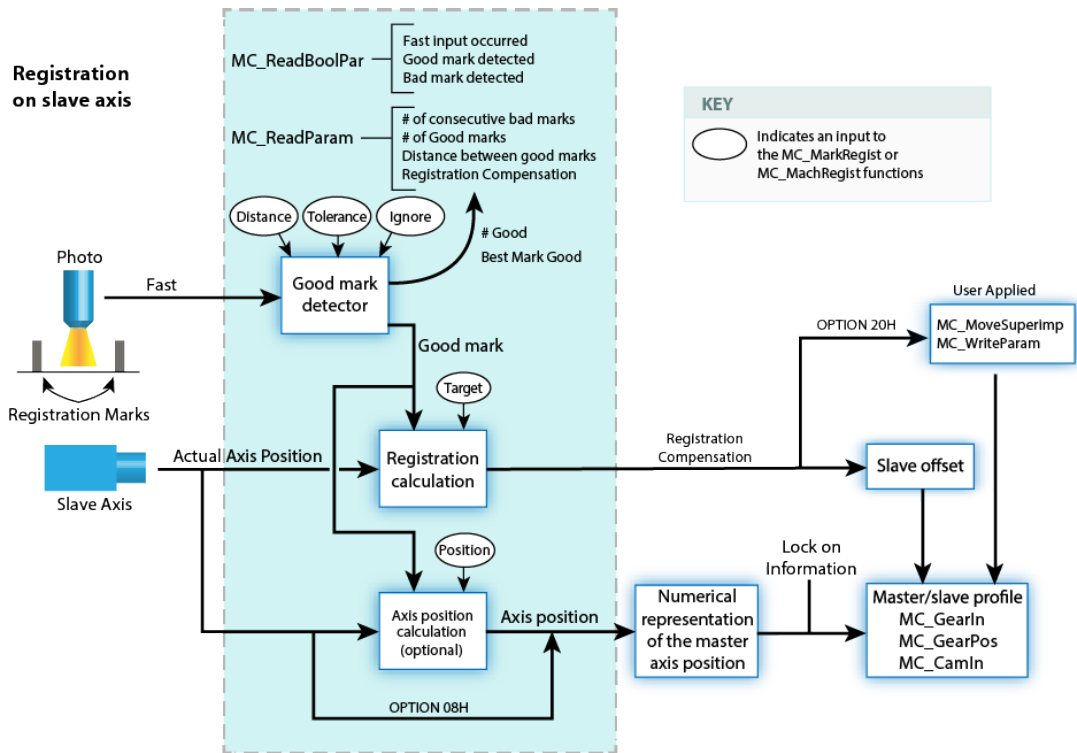 Registration
on slave axis
MC_ReadBoolPar
Fast input occurred
Good mark detected
Bad mark detected
MC_ReadParam
# of consecutive bad marks
# of Good marks
Distance between good marks
Registration Compensation
KEY
Indicates an input to
the MC_MarkRegist or
MC_MachRegist functions
Distance
Tolerance
Ignore
# Good
Best Mark Good
Photo
Fast
Good mark
detector
Good mark
Registration Marks
User Applied
OPTION 20H
MC_MoveSuperimp
MC_WriteParam
Target
Actual Axis Position
Registration
calculation
Registration
Compensation
Slave offset
Slave Axis
Position
Lock on
Information
Axis position
calculation
(optional)
Axis position
Numerical
representation
of the master
axis position
Master/slave profile
MC_GearIn
MC_GearPos
MC_CamIn
OPTION 08H